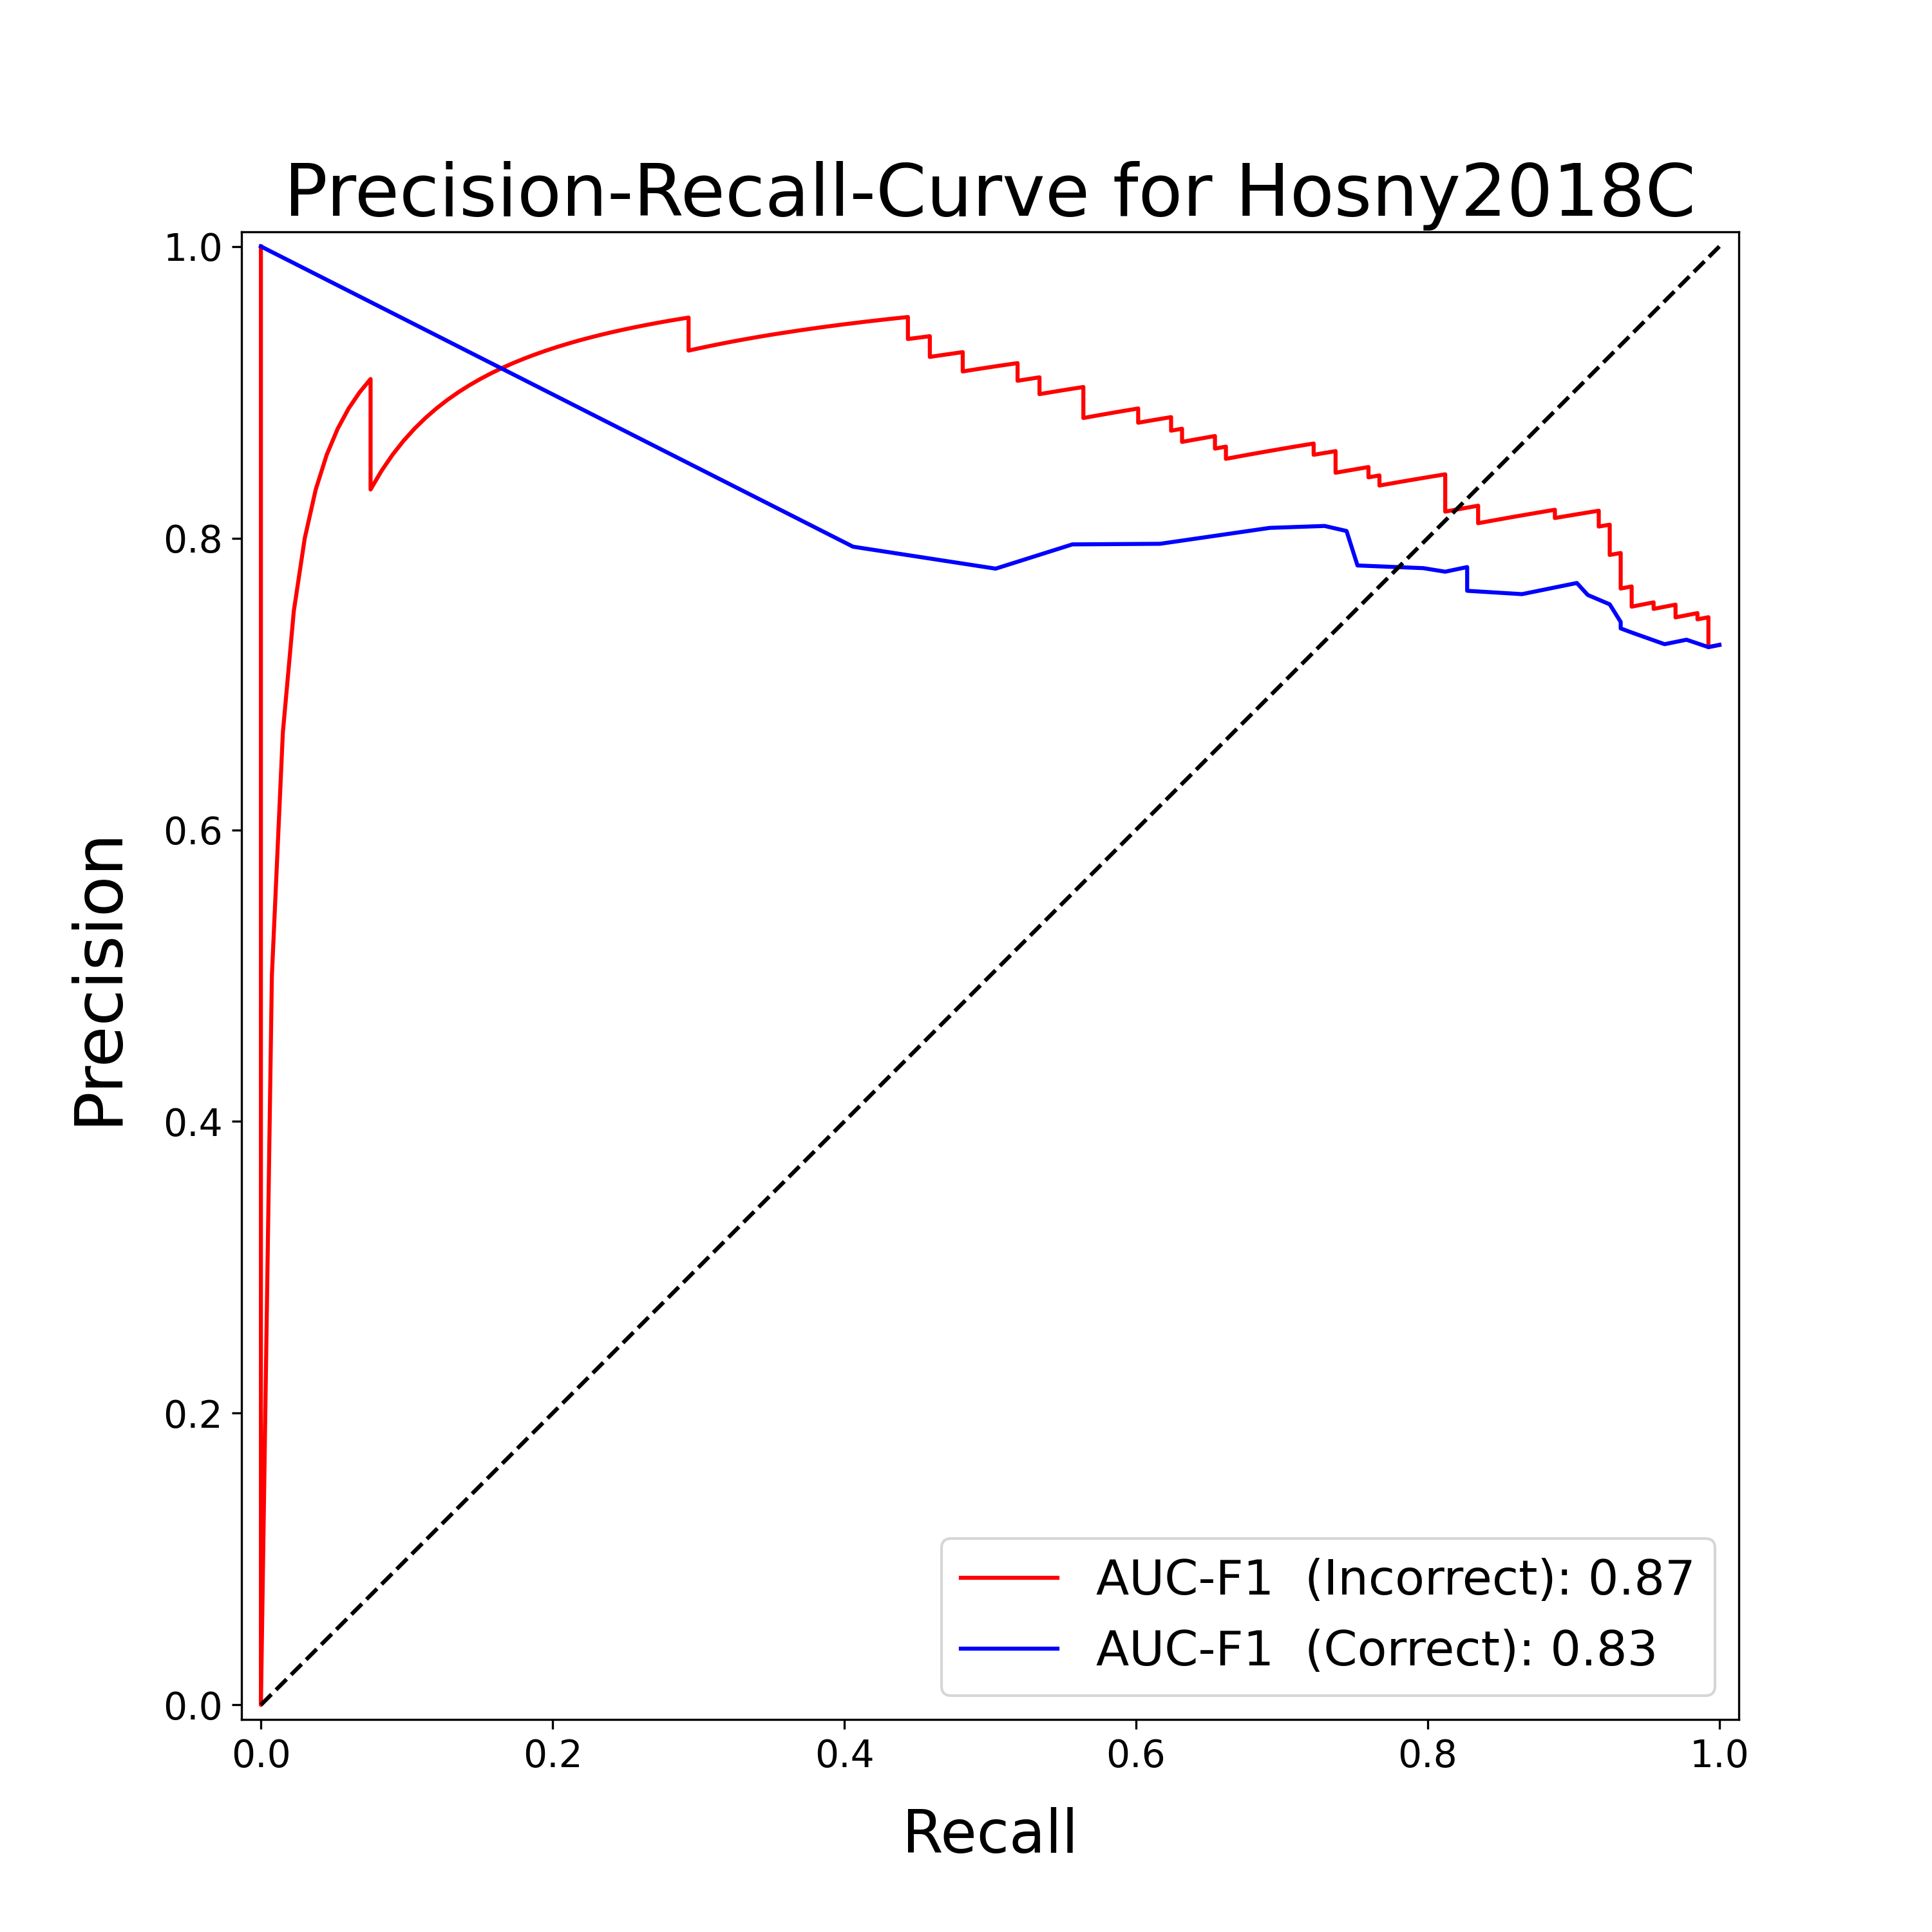 Precision-Recall-Curve for Hosny2018C
1.0
0.8
0.6
0.4
0.2
0.0
Precision
0.0 0.2 0.4 0.6 0.8 1.0
Recall
AUC-F1 (Incorrect): 0.87
AUC-F1 (Correct): 0.83